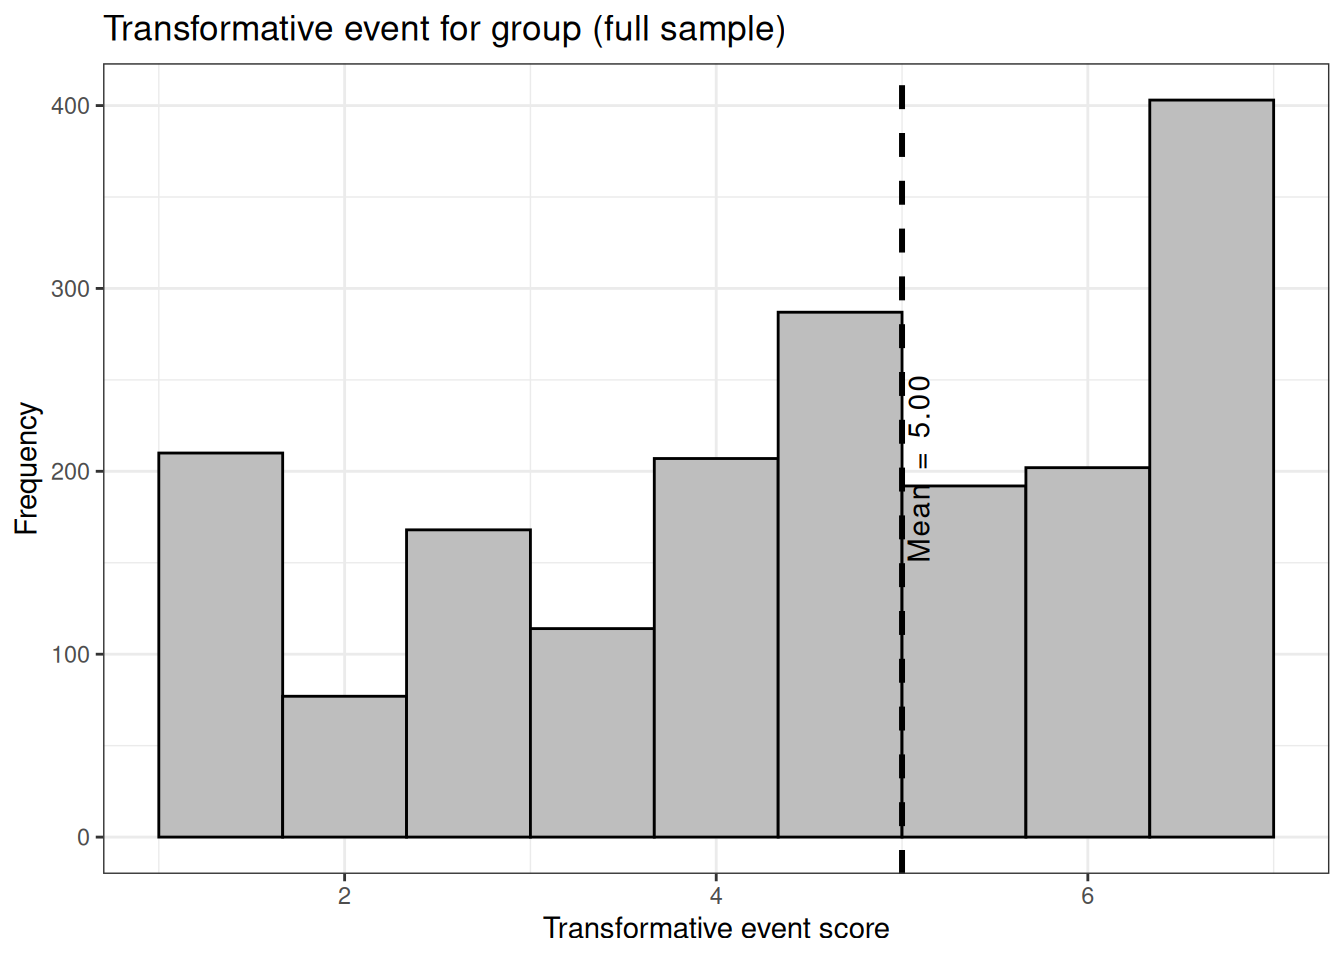 Transformative event for group (full sample)
400
300
200
100
0
Frequency
Mean = 5.00
2
4
6
Transformative event score